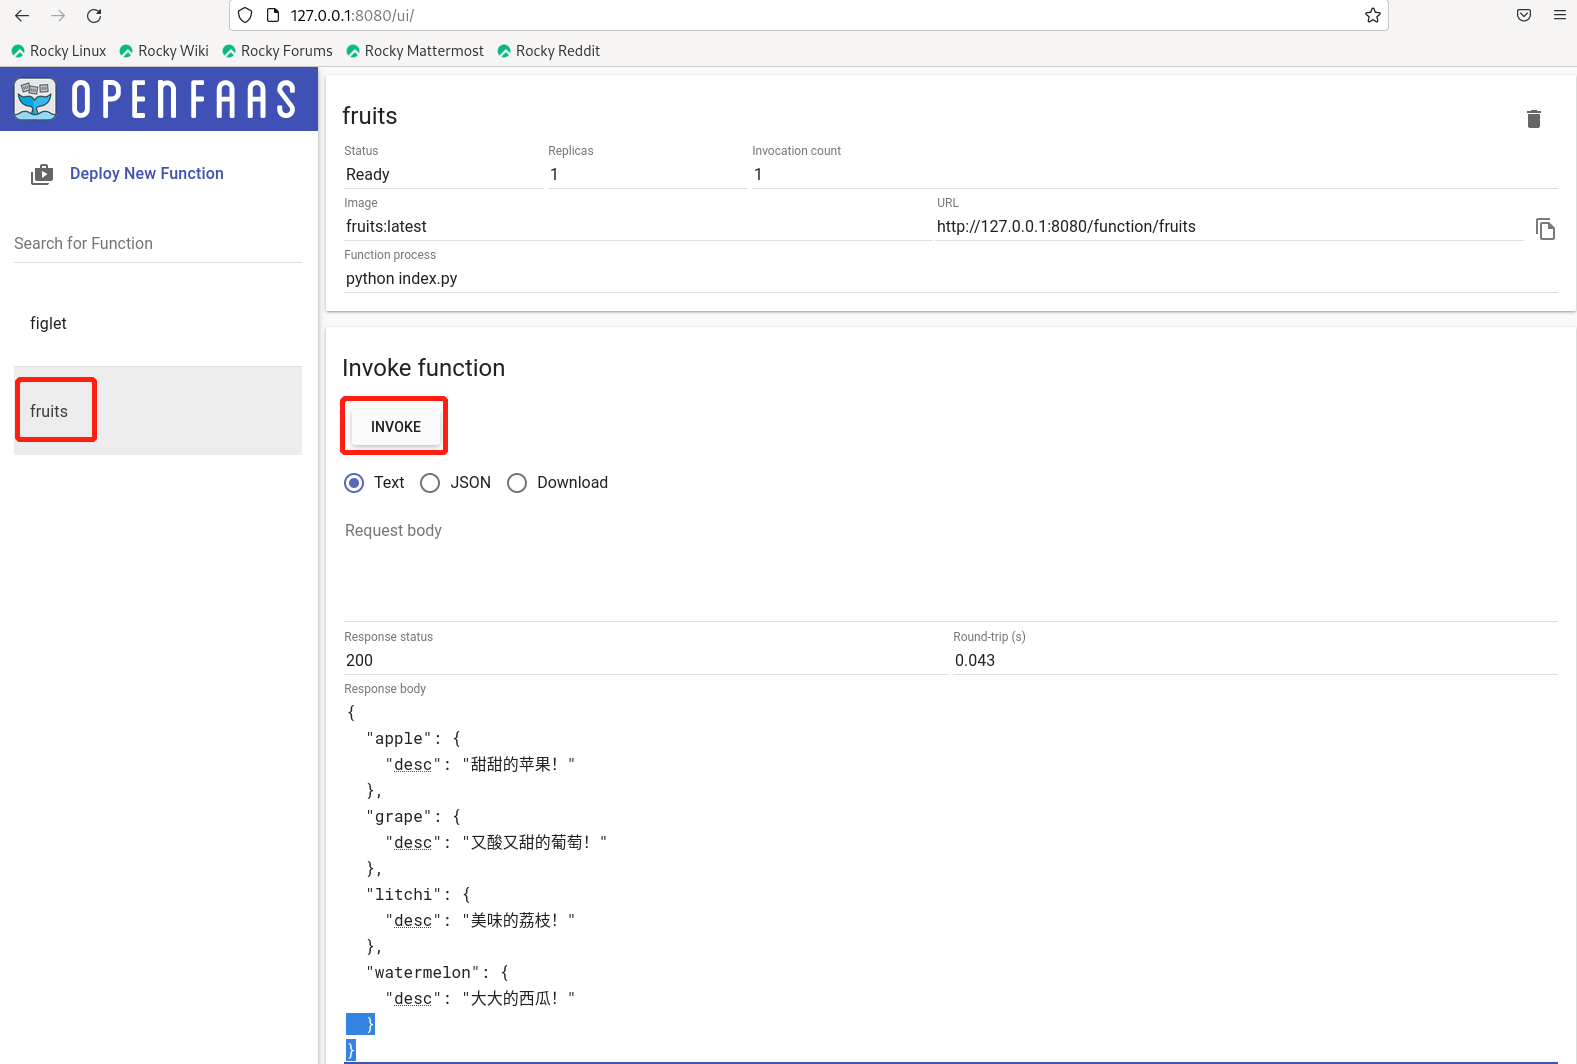 127.0.0.1:8080/ui/
Rocky Linux Rocky Wiki Rocky Forums Rocky Mattermost Rocky Reddit
OPENFAAS
Deploy New Function
Search for Function
figlet
fruits
fruits
Status Replicas Invocation count
Ready 1 1
Image URL
fruits:latest http://127.0.0.1:8080/function/fruits
Function process
python index.py
Invoke function
INVOKE
Text JSON Download
Request body
Response status Round-trip (s)
200 0.043
Response body
{
  "apple": {
    "desc": "甜甜的苹果！"
  },
  "grape": {
    "desc": "又酸又甜的葡萄！"
  },
  "litchi": {
    "desc": "美味的荔枝！"
  },
  "watermelon": {
    "desc": "大大的西瓜！"
  }
}